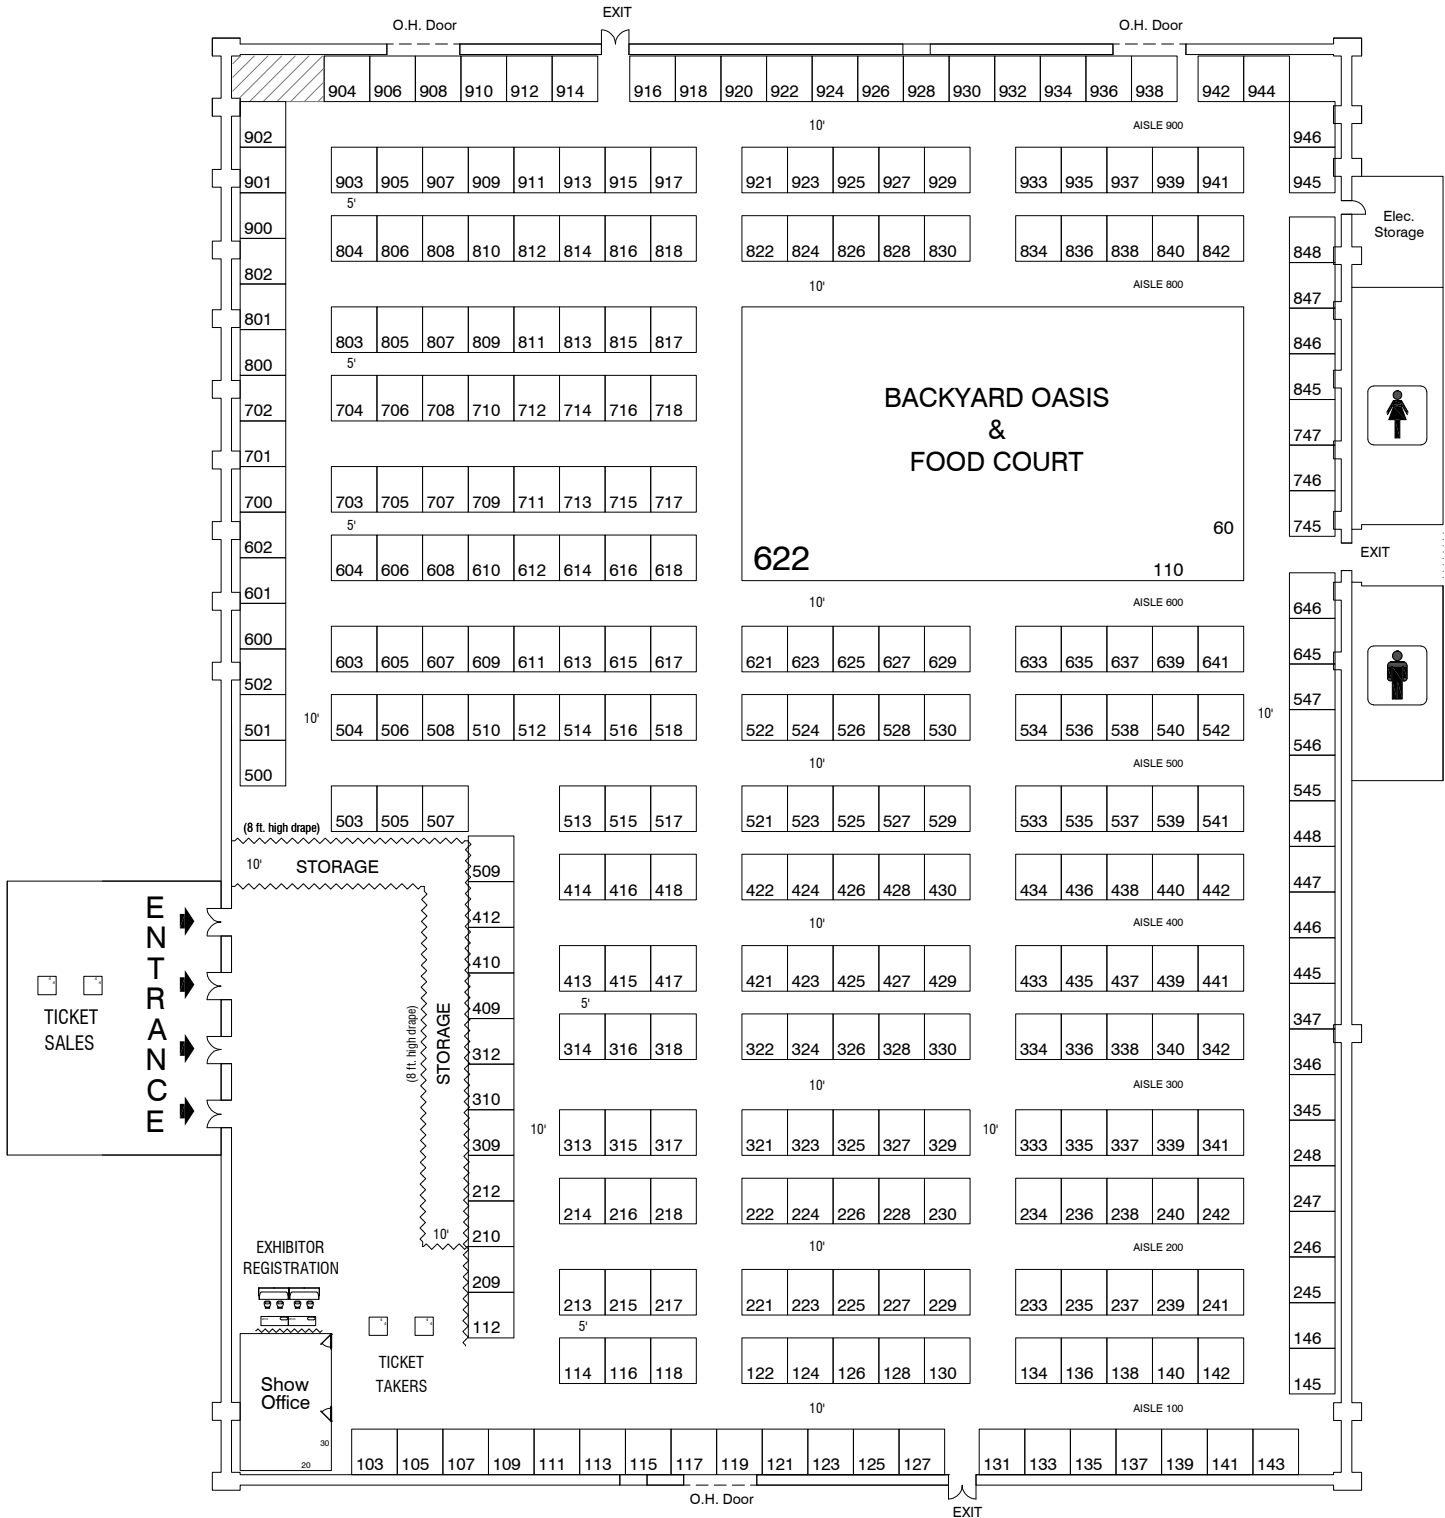 EXIT
O.H. Door
O.H. Door
904 906 908 910 912 914 916 918 920 922 924 926 928 930 932 934 936 938 942 944
10' AISLE 900
902 946
901 903 905 907 909 911 913 915 917 921 923 925 927 929 933 935 937 939 941 945
5'
Elec.
Storage
900
804 806 808 810 812 814 816 818 822 824 826 828 830 834 836 838 840 842 848
802
10' AISLE 800
847
801
803 805 807 809 811 813 815 817 846
5'
800
845
BACKYARD OASIS
&
FOOD COURT
702 704 706 708 710 712 714 716 718
747
701
746
700 703 705 707 709 711 713 715 717
5'
60
745
602
EXIT
622
110
604 606 608 610 612 614 616 618
601
10' AISLE 600
646
600
603 605 607 609 611 613 615 617 621 623 625 627 629 633 635 637 639 641 645
502
547
10' 10'
501 504 506 508 510 512 514 516 518 522 524 526 528 530 534 536 538 540 542 546
10' AISLE 500
500
545
503 505 507 513 515 517 521 523 525 527 529 533 535 537 539 541
(8 ft. high drape)
448
10' STORAGE
509
414 416 418 422 424 426 428 430 434 436 438 440 442 447
412
10' AISLE 400
446
ENTRANCE
410
445
413 415 417 421 423 425 427 429 433 435 437 439 441
5'
409
347
TICKET
SALES
(8 ft. high drape)
STORAGE
312
314 316 318 322 324 326 328 330 334 336 338 340 342 346
10' AISLE 300
310
345
10' 10'
309 313 315 317 321 323 325 327 329 333 335 337 339 341 248
212
247
214 216 218 222 224 226 228 230 234 236 238 240 242
10' 210
10' AISLE 200
246
EXHIBITOR
REGISTRATION
209
245
213 215 217 221 223 225 227 229 233 235 237 239 241
5'
112
146
TICKET
TAKERS
114 116 118 122 124 126 128 130 134 136 138 140 142 145
Show
Office
10' AISLE 100
30
20
103 105 107 109 111 113 115 117 119 121 123 125 127 131 133 135 137 139 141 143
O.H. Door
EXIT